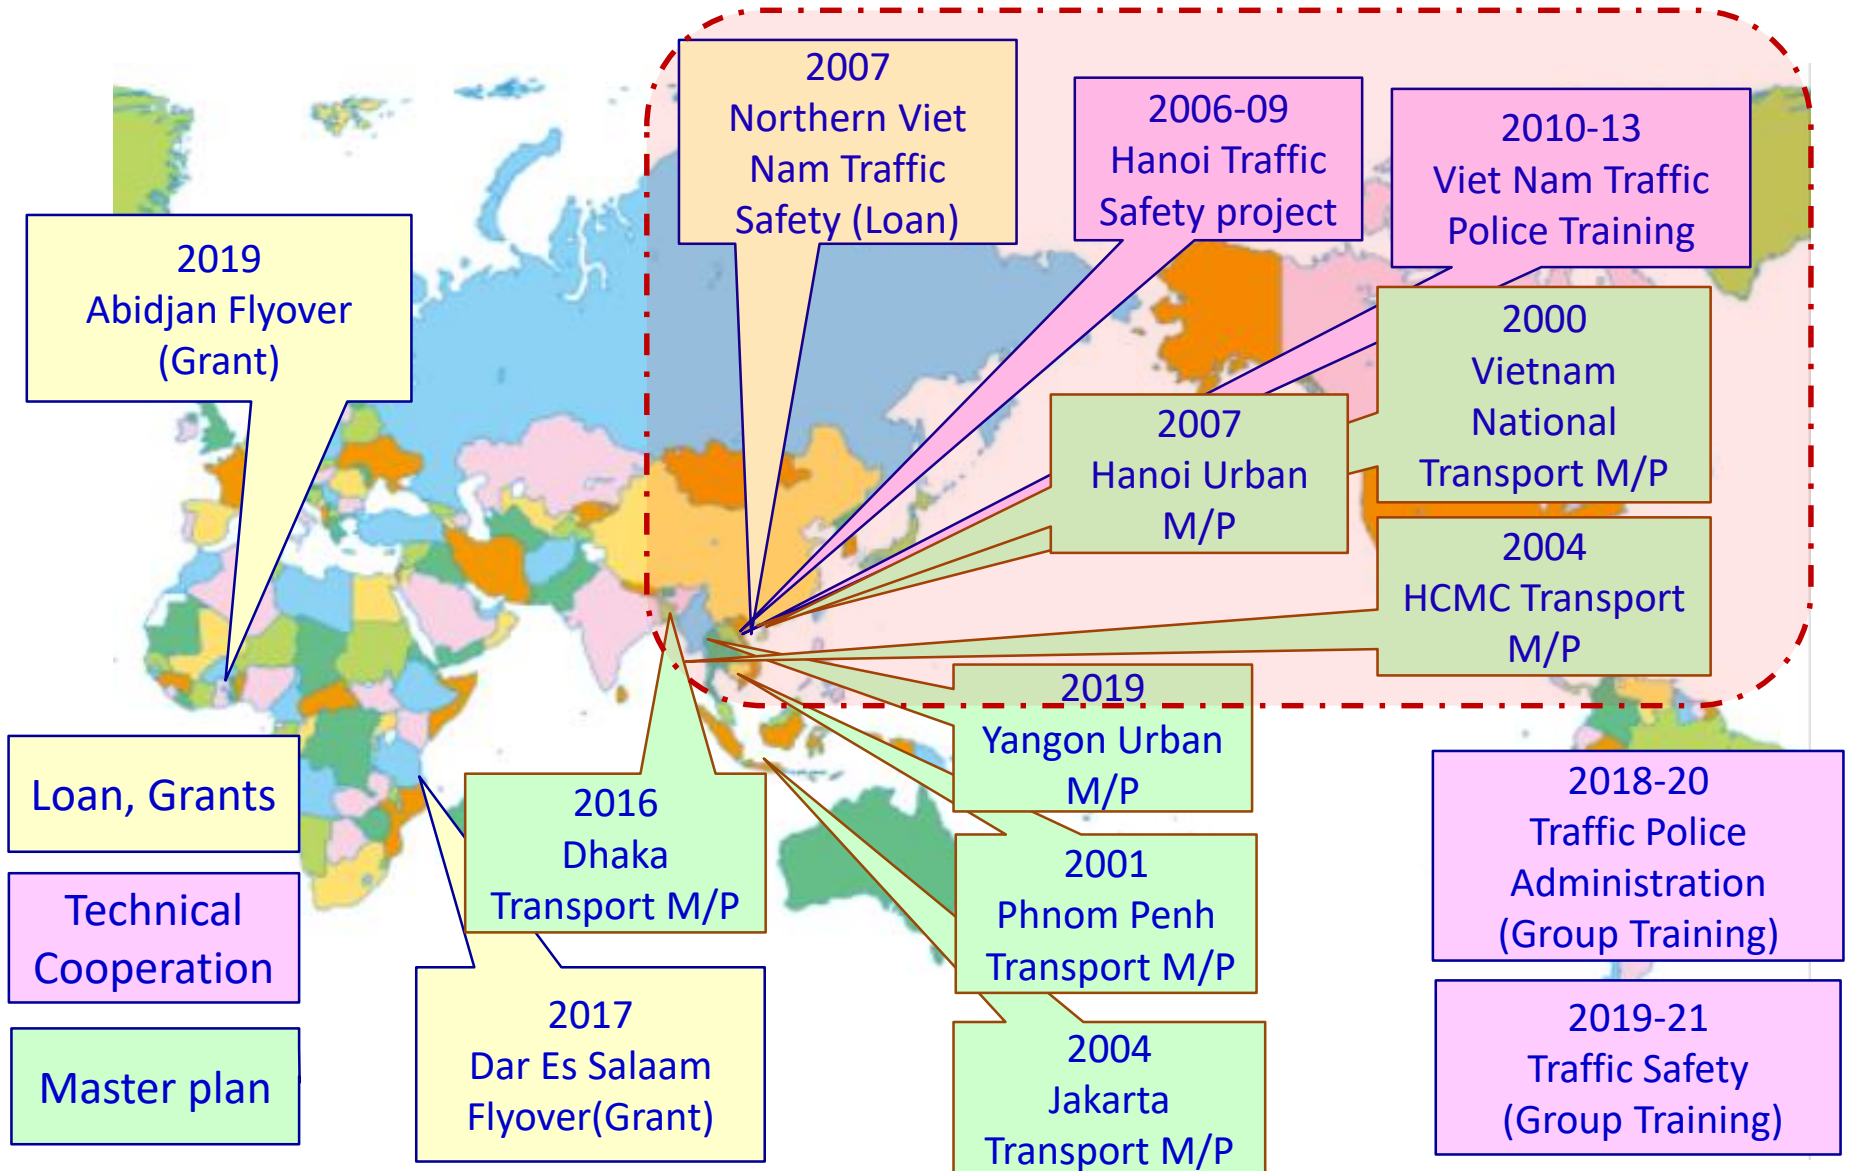 2007
Northern Viet
Nam Traffic
Safety (Loan)
2006-09
Hanoi Traffic
Safety project
2010-13
Viet Nam Traffic
Police Training
2019
Abidjan Flyover
(Grant)
2000
Vietnam
National
Transport M/P
2007
Hanoi Urban
M/P
2004
HCMC Transport
M/P
2019
Yangon Urban
M/P
Loan, Grants
2016
Dhaka
Transport M/P
2018-20
Traffic Police
Administration
(Group Training)
2001
Phnom Penh
Transport M/P
Technical
Cooperation
2017
Dar Es Salaam
Flyover(Grant)
2019-21
Traffic Safety
(Group Training)
Master plan
2004
Jakarta
Transport M/P